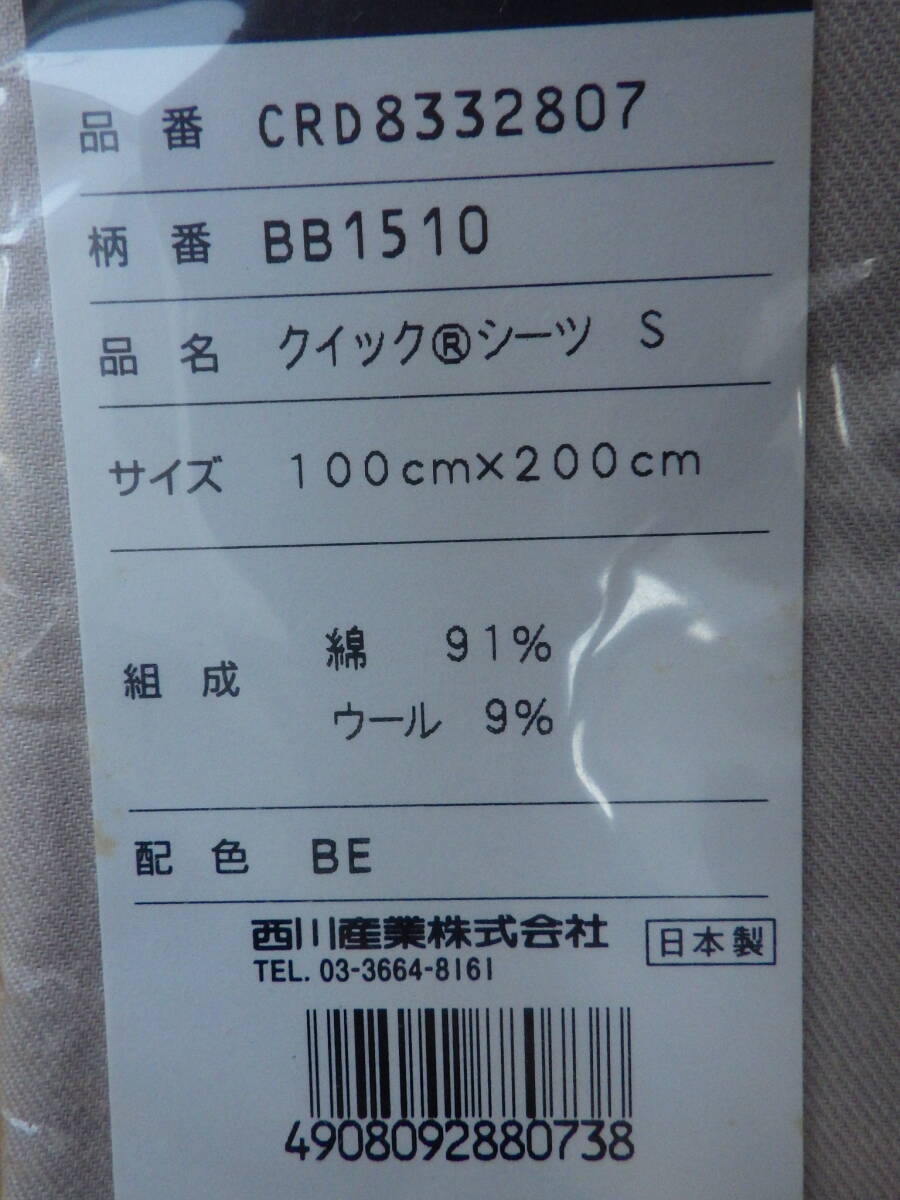 品番 CRD8332807
柄番 BB1510
品名 クイック®シーツ S
サイズ 100cm×200cm
組成 綿 91%
ウール 9%
配色 BE
西川産業株式会社 日本製
TEL. 03-3664-8161
4908092880738